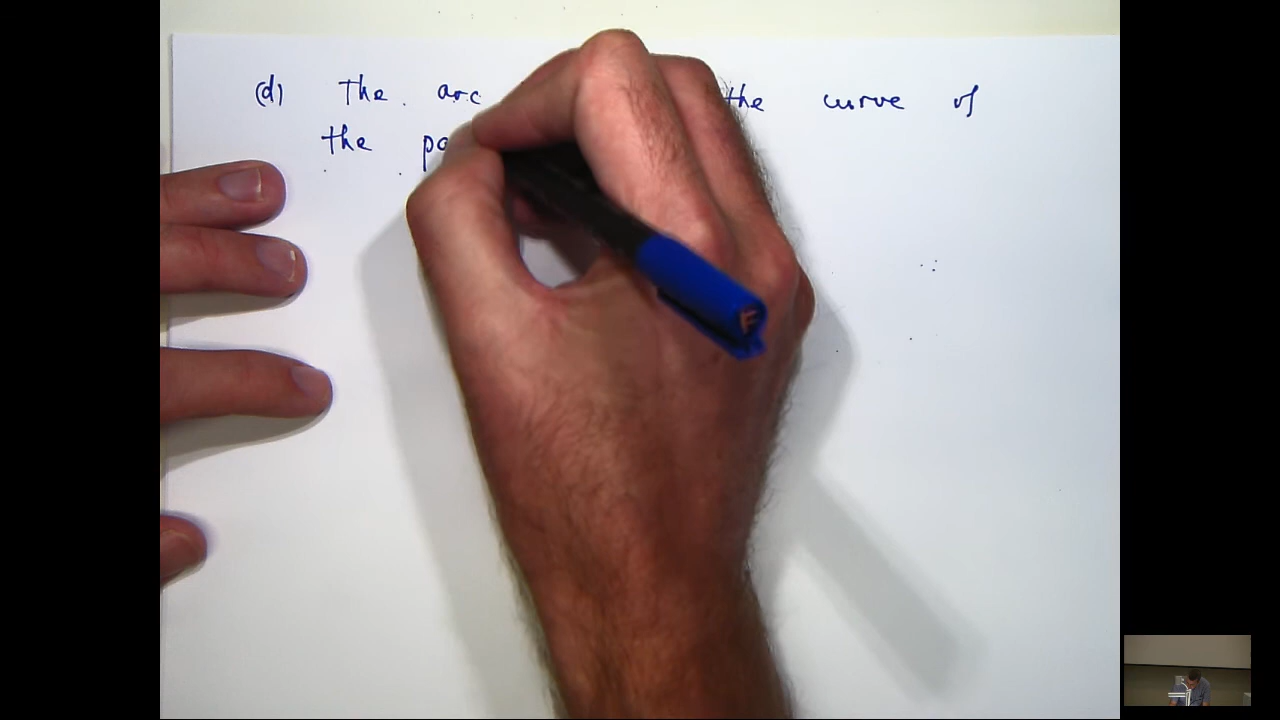 (d) The arc the curve of
the